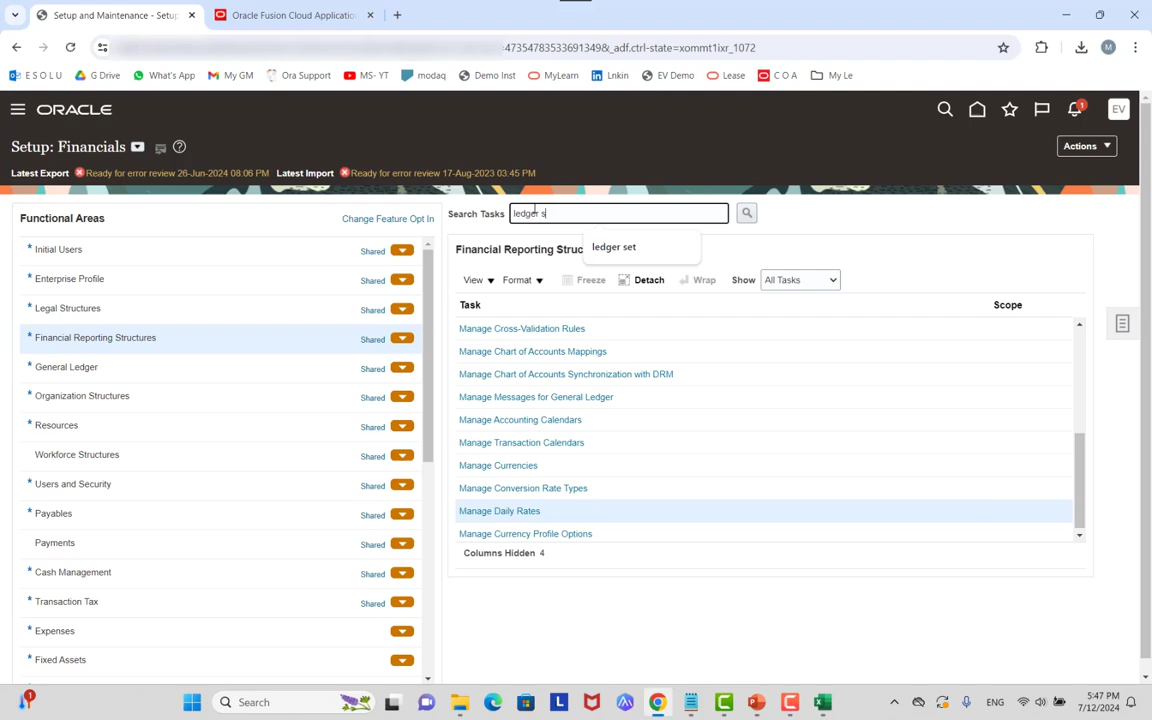 Setup and Maintenance - Setup
Oracle Fusion Cloud Application
47354783533691349&_adf.ctrl-state=xommt1ixr_1072
E S O L U
G Drive
What's App
My GM
Ora Support
MS- YT
modaq
Demo Inst
MyLearn
Lnkin
EV Demo
Lease
C O A
My Le
ORACLE
1
EV
Setup: Financials
Actions
Latest Export Ready for error review 26-Jun-2024 08:06 PM Latest Import Ready for error review 17-Aug-2023 03:45 PM
Functional Areas
Change Feature Opt In
* Initial Users Shared
* Enterprise Profile Shared
* Legal Structures Shared
* Financial Reporting Structures Shared
* General Ledger Shared
* Organization Structures Shared
* Resources Shared
Workforce Structures Shared
* Users and Security Shared
* Payables Shared
Payments Shared
* Cash Management Shared
* Transaction Tax Shared
* Expenses
* Fixed Assets
Search Tasks ledger s
ledger set
Financial Reporting Struc
View Format Freeze Detach Wrap Show All Tasks
Task Scope
Manage Cross-Validation Rules
Manage Chart of Accounts Mappings
Manage Chart of Accounts Synchronization with DRM
Manage Messages for General Ledger
Manage Accounting Calendars
Manage Transaction Calendars
Manage Currencies
Manage Conversion Rate Types
Manage Daily Rates
Manage Currency Profile Options
Columns Hidden 4
1
Search
ENG
5:47 PM
7/12/2024